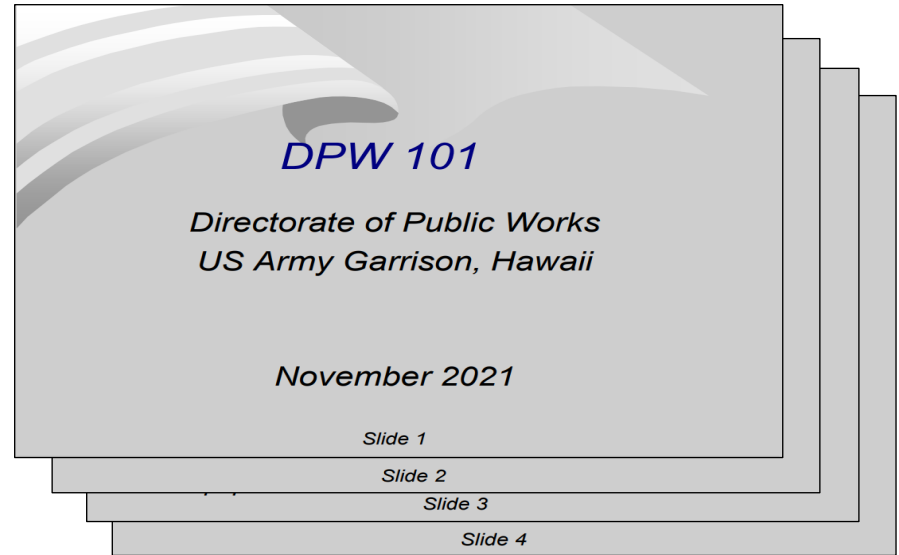 DPW 101
Directorate of Public Works
US Army Garrison, Hawaii
November 2021
Slide 1
Slide 2
Slide 3
Slide 4